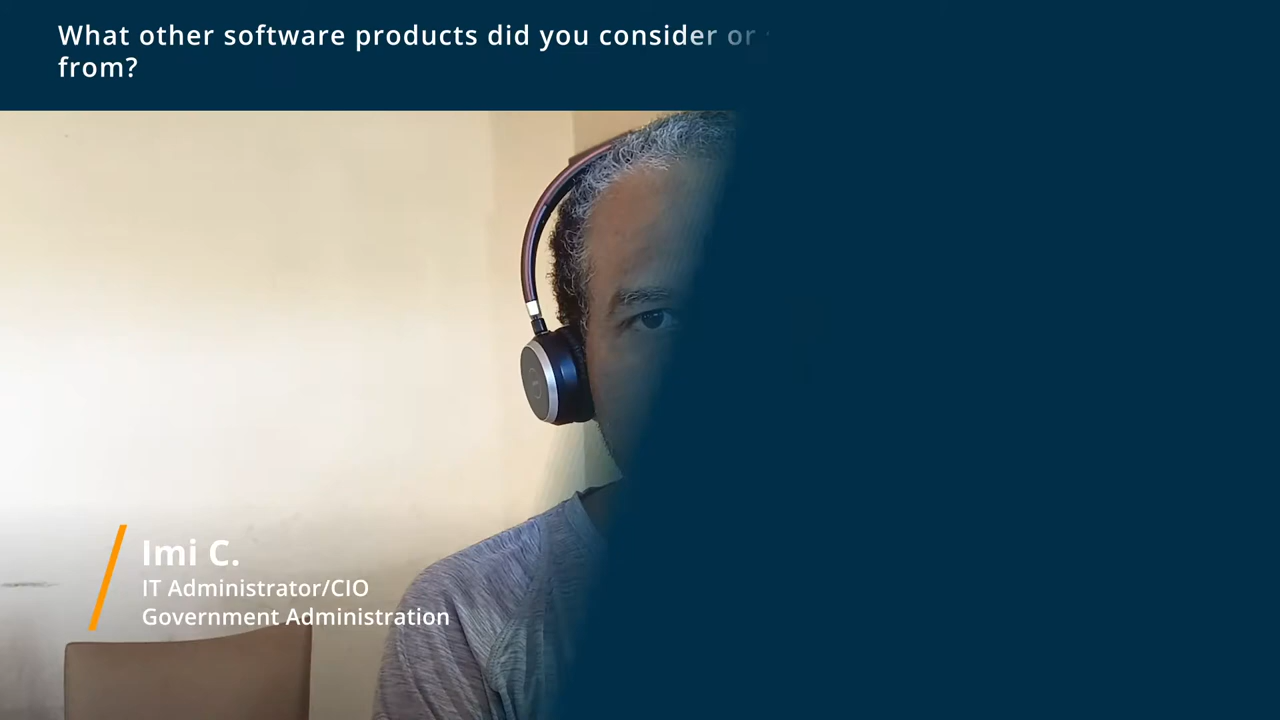 What other software products did you consider or
from?
Imi C.
IT Administrator/CIO
Government Administration